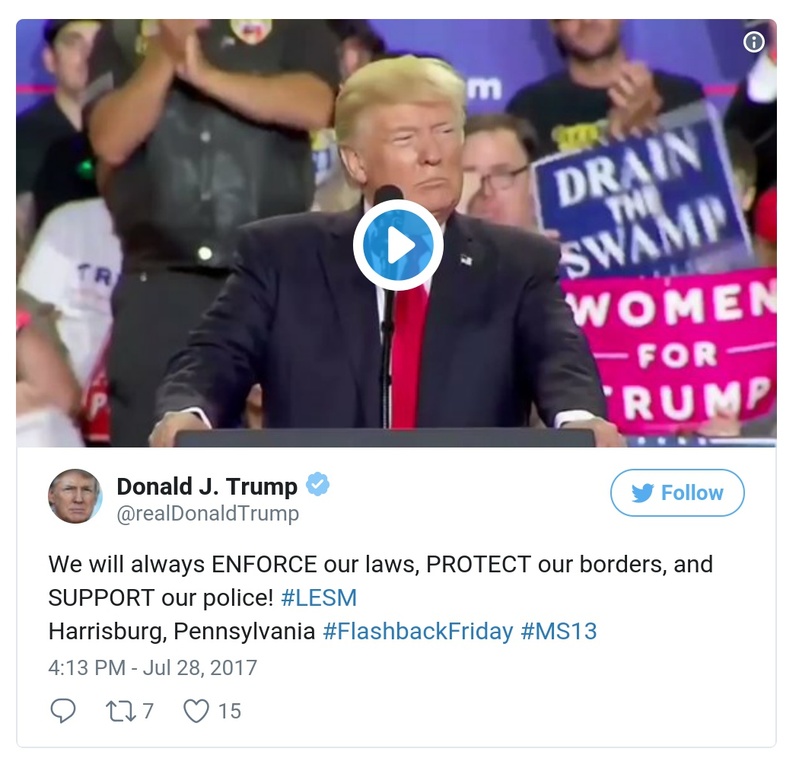 m
DRAIN
THE
SWAMP
TR
WOMEN
FOR
TRUMP
P
Donald J. Trump
@realDonaldTrump
Follow
We will always ENFORCE our laws, PROTECT our borders, and
SUPPORT our police! #LESM
Harrisburg, Pennsylvania #FlashbackFriday #MS13
4:13 PM - Jul 28, 2017
7 15